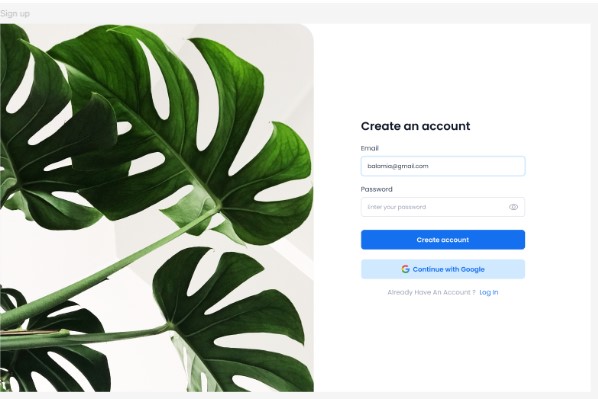 Sign up
Create an account
Email
balamia@gmail.com
Password
Enter your password
Create account
Continue with Google
Already Have An Account ? Log In